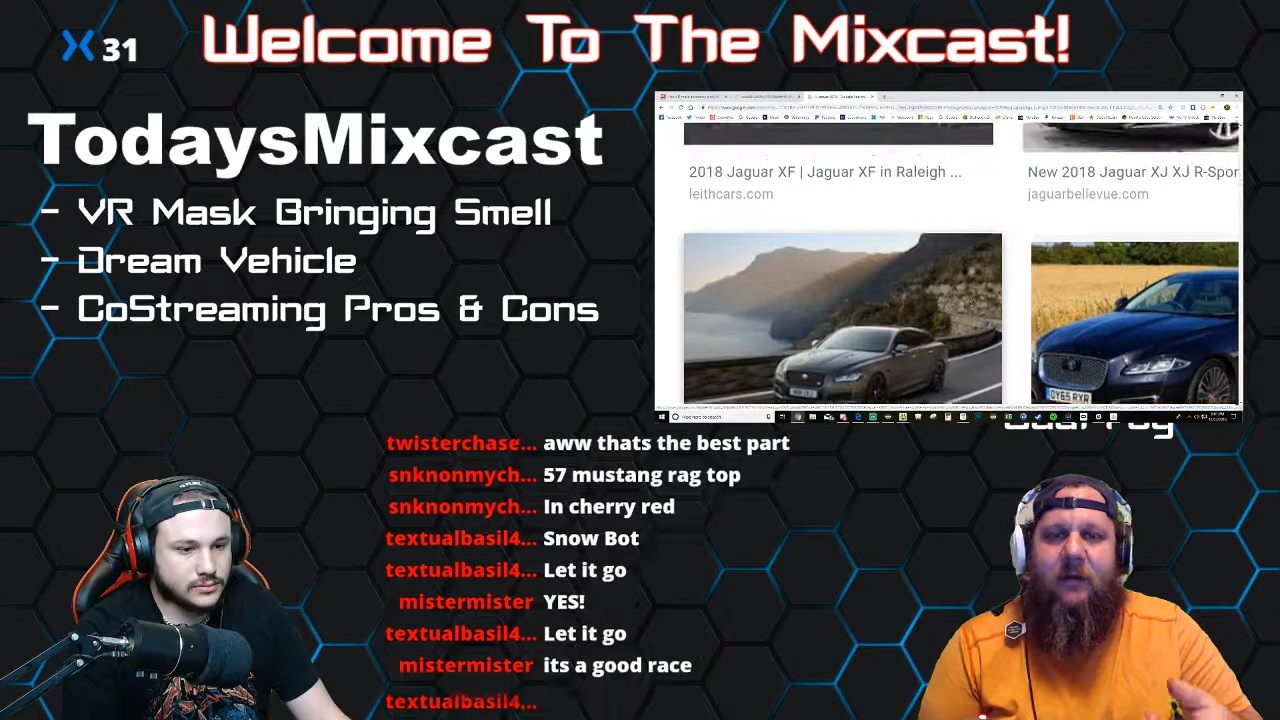 31
Welcome To The Mixcast!
TodaysMixcast
- VR Mask Bringing Smell
- Dream Vehicle
- CoStreaming Pros & Cons
2018 Jaguar XF | Jaguar XF in Raleigh ...
leithcars.com
New 2018 Jaguar XJ XJ R-Spor
jaguarbellevue.com
OY65 RXR
twisterchase... aww thats the best part
snknonmych... 57 mustang rag top
snknonmych... In cherry red
textualbasil4... Snow Bot
textualbasil4... Let it go
mistermister YES!
textualbasil4... Let it go
mistermister its a good race
textualbasil4...